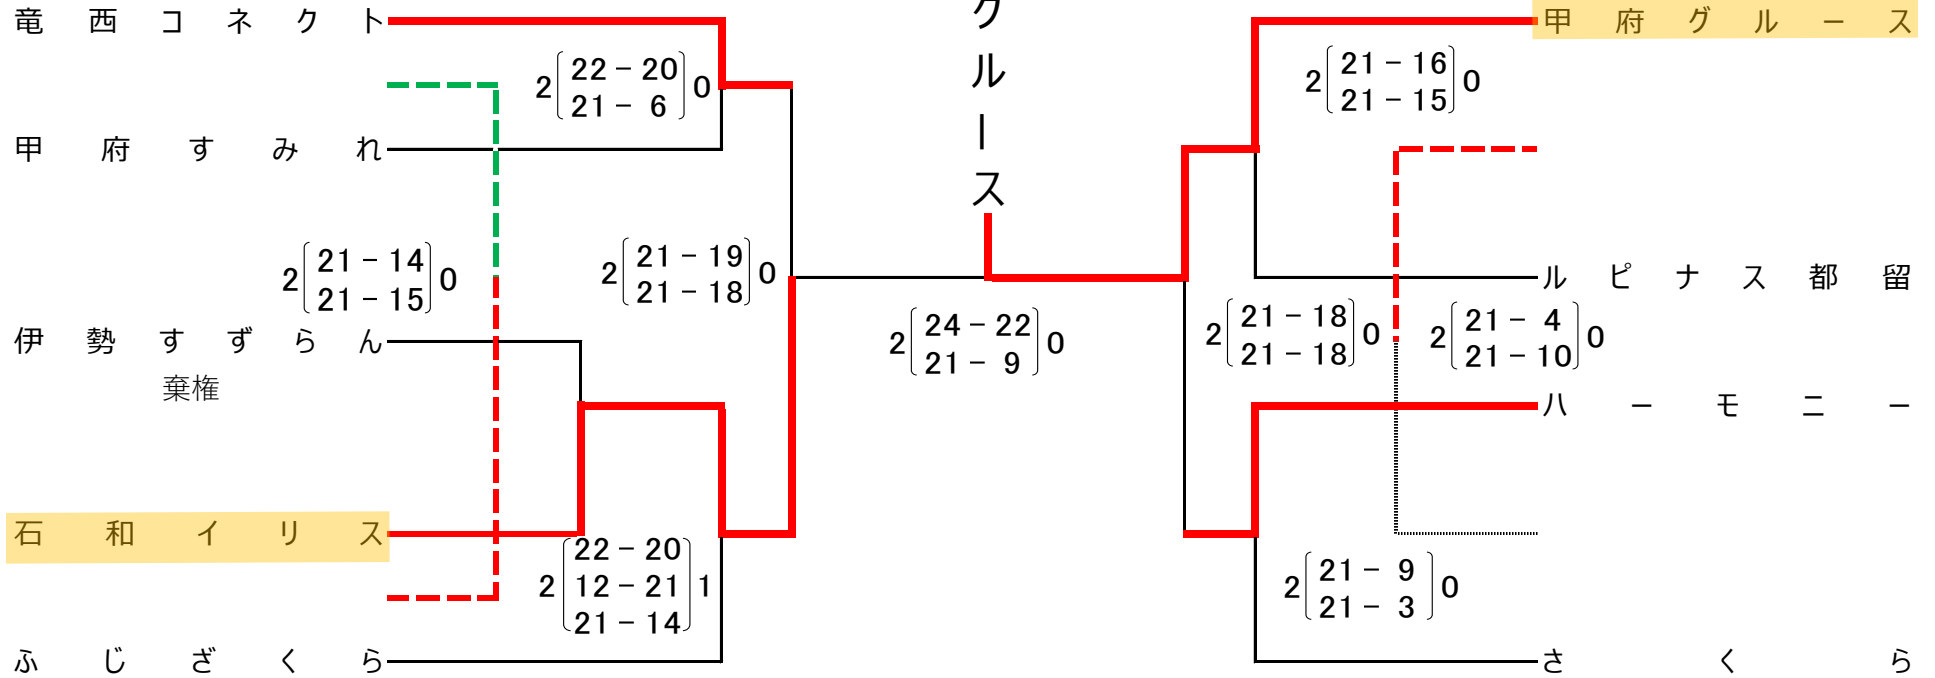 竜西コネクト
甲府すみれ
伊勢すずらん
棄権
石和イリス
ふじざくら
2 22－20 0
21－ 6
2 21－14 0
21－15
2 21－19 0
21－18
2 22－20 1
12－21
21－14
ルース
2 24－22 0
21－ 9
甲府グルース
ルピナス都留
ハーモニー
さくら
2 21－16 0
21－15
2 21－18 0
21－18
2 21－ 4 0
21－10
2 21－ 9 0
21－ 3